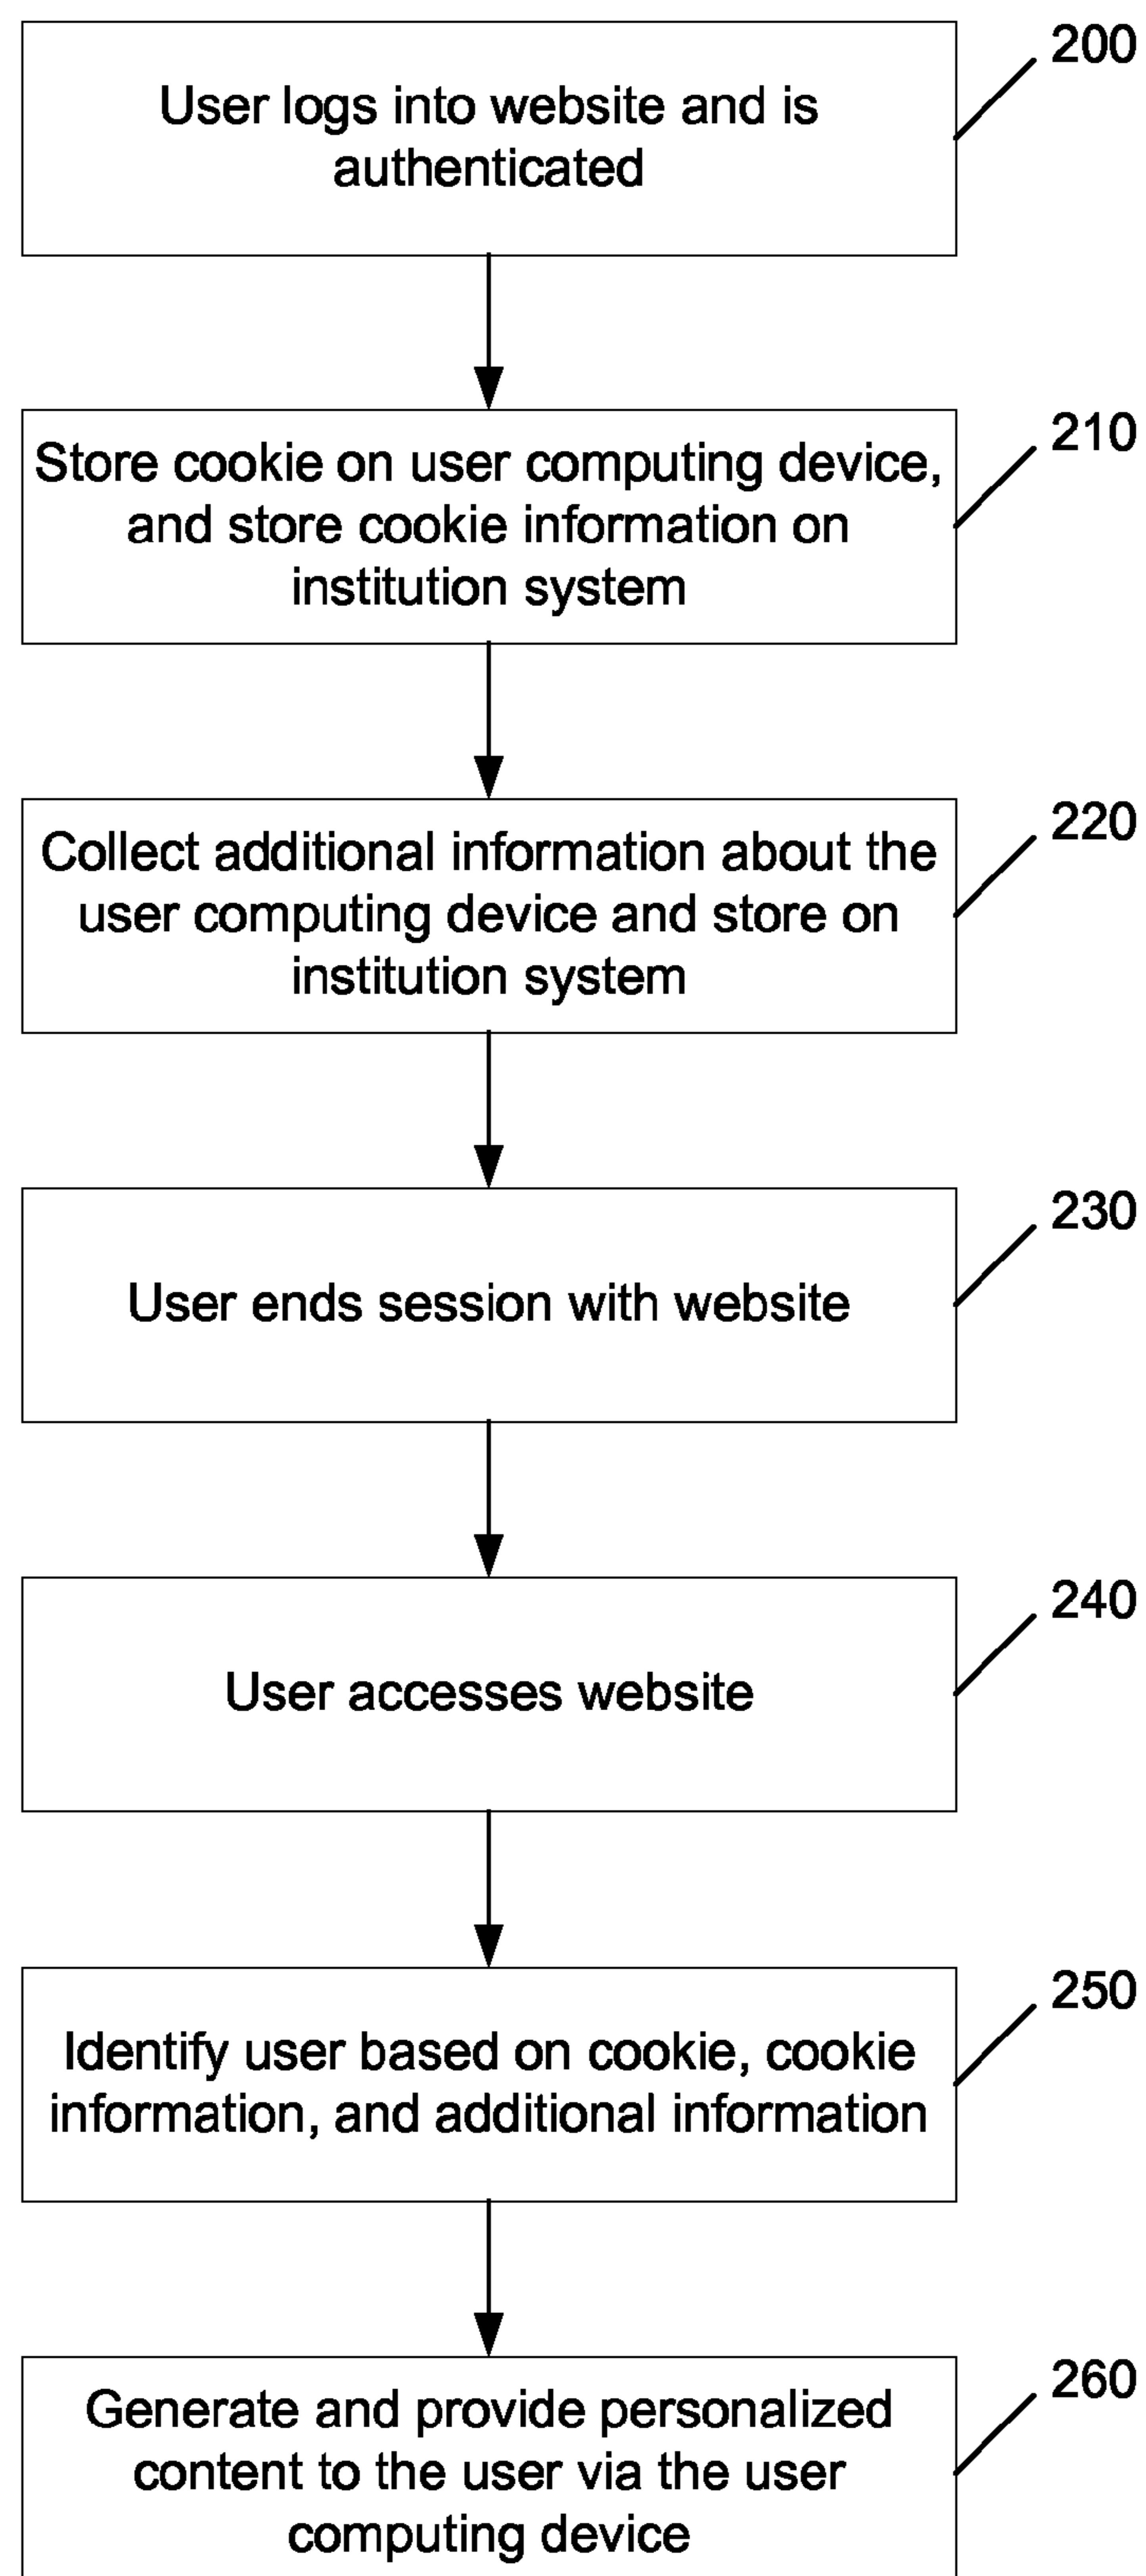 200
User logs into website and is
authenticated
210
Store cookie on user computing device,
and store cookie information on
institution system
220
Collect additional information about the
user computing device and store on
institution system
230
User ends session with website
240
User accesses website
250
Identify user based on cookie, cookie
information, and additional information
260
Generate and provide personalized
content to the user via the user
computing device